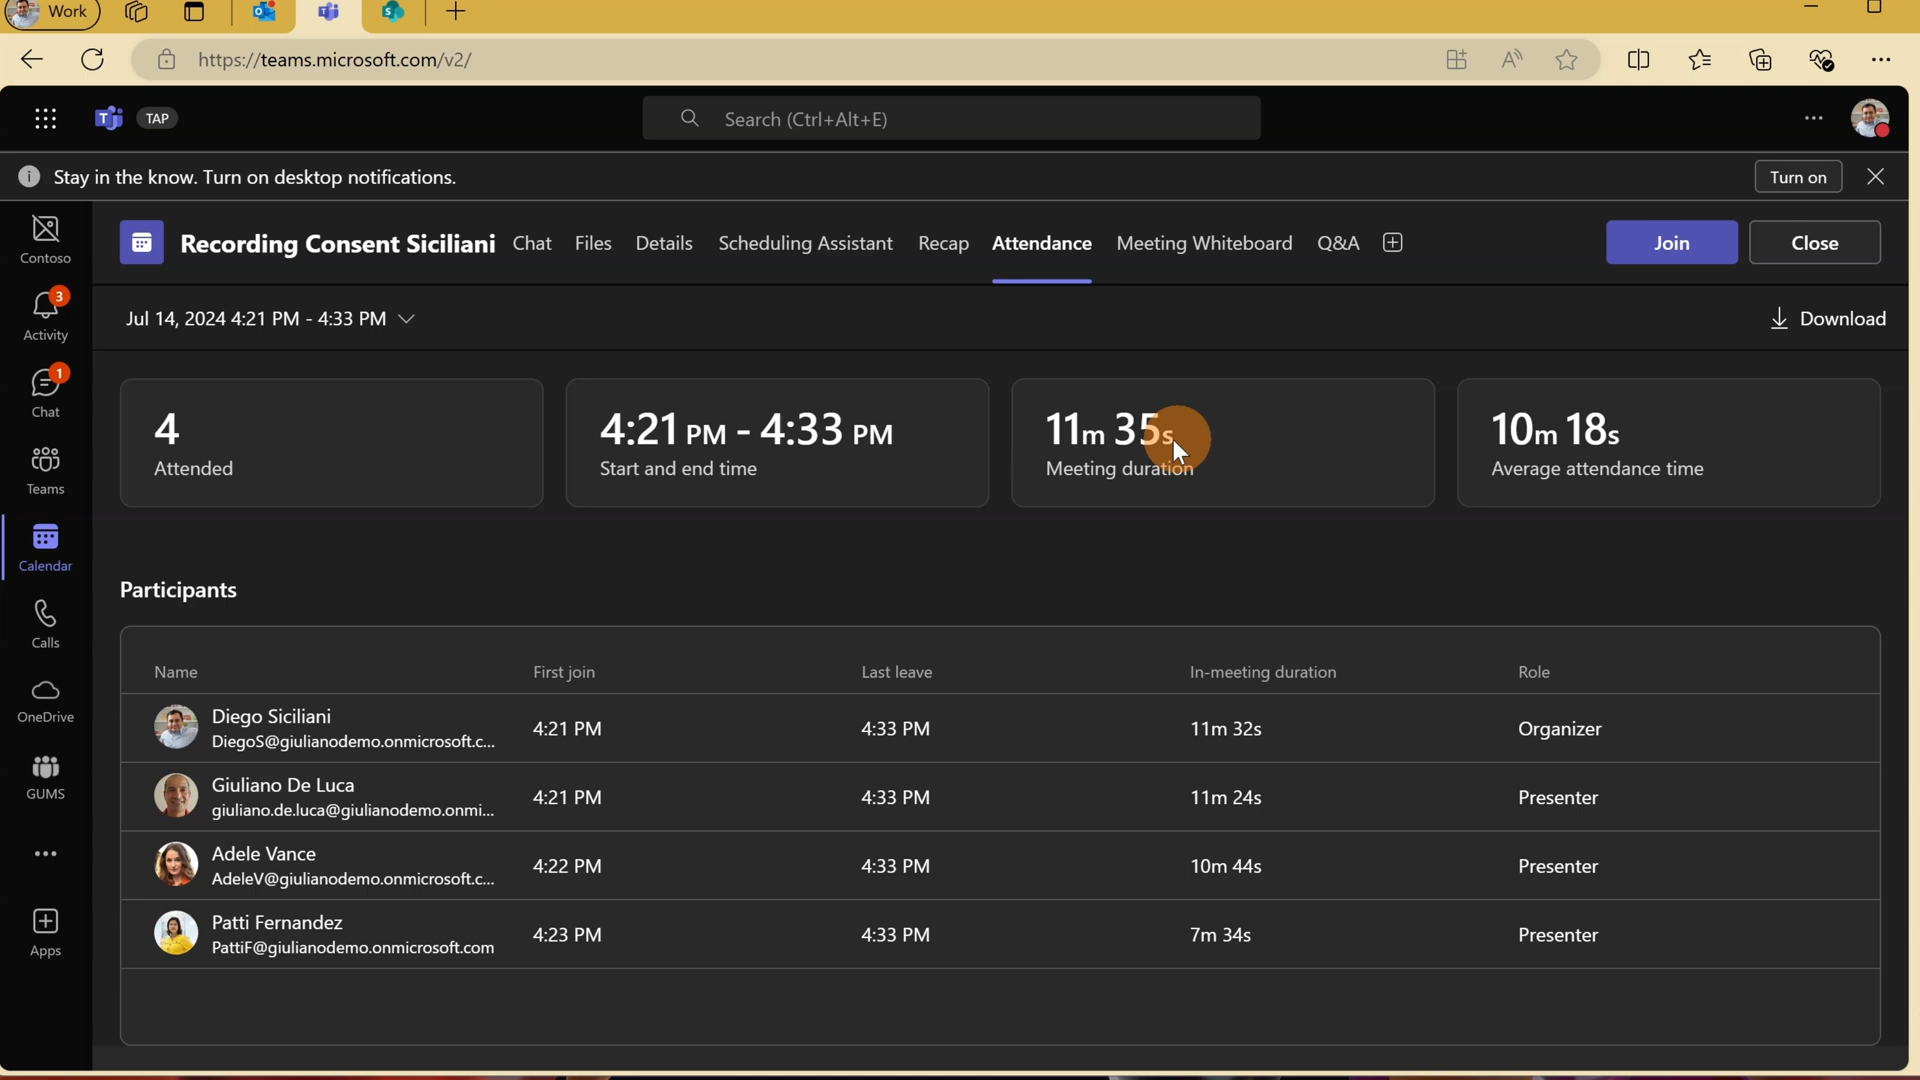 Work
https://teams.microsoft.com/v2/
TAP
Search (Ctrl+Alt+E)
Stay in the know. Turn on desktop notifications.
Turn on
Contoso
3
Activity
1
Chat
Teams
Calendar
Calls
OneDrive
GUMS
Apps
Recording Consent Siciliani
Chat
Files
Details
Scheduling Assistant
Recap
Attendance
Meeting Whiteboard
Q&A
Join
Close
Jul 14, 2024 4:21 PM - 4:33 PM
Download
4
Attended
4:21 PM - 4:33 PM
Start and end time
11m 35s
Meeting duration
10m 18s
Average attendance time
Participants
Name First join Last leave In-meeting duration Role
Diego Siciliani
DiegoS@giulianodemo.onmicrosoft.c...
4:21 PM 4:33 PM 11m 32s Organizer
Giuliano De Luca
giuliano.de.luca@giulianodemo.onmi...
4:21 PM 4:33 PM 11m 24s Presenter
Adele Vance
AdeleV@giulianodemo.onmicrosoft.c...
4:22 PM 4:33 PM 10m 44s Presenter
Patti Fernandez
PattiF@giulianodemo.onmicrosoft.com
4:23 PM 4:33 PM 7m 34s Presenter